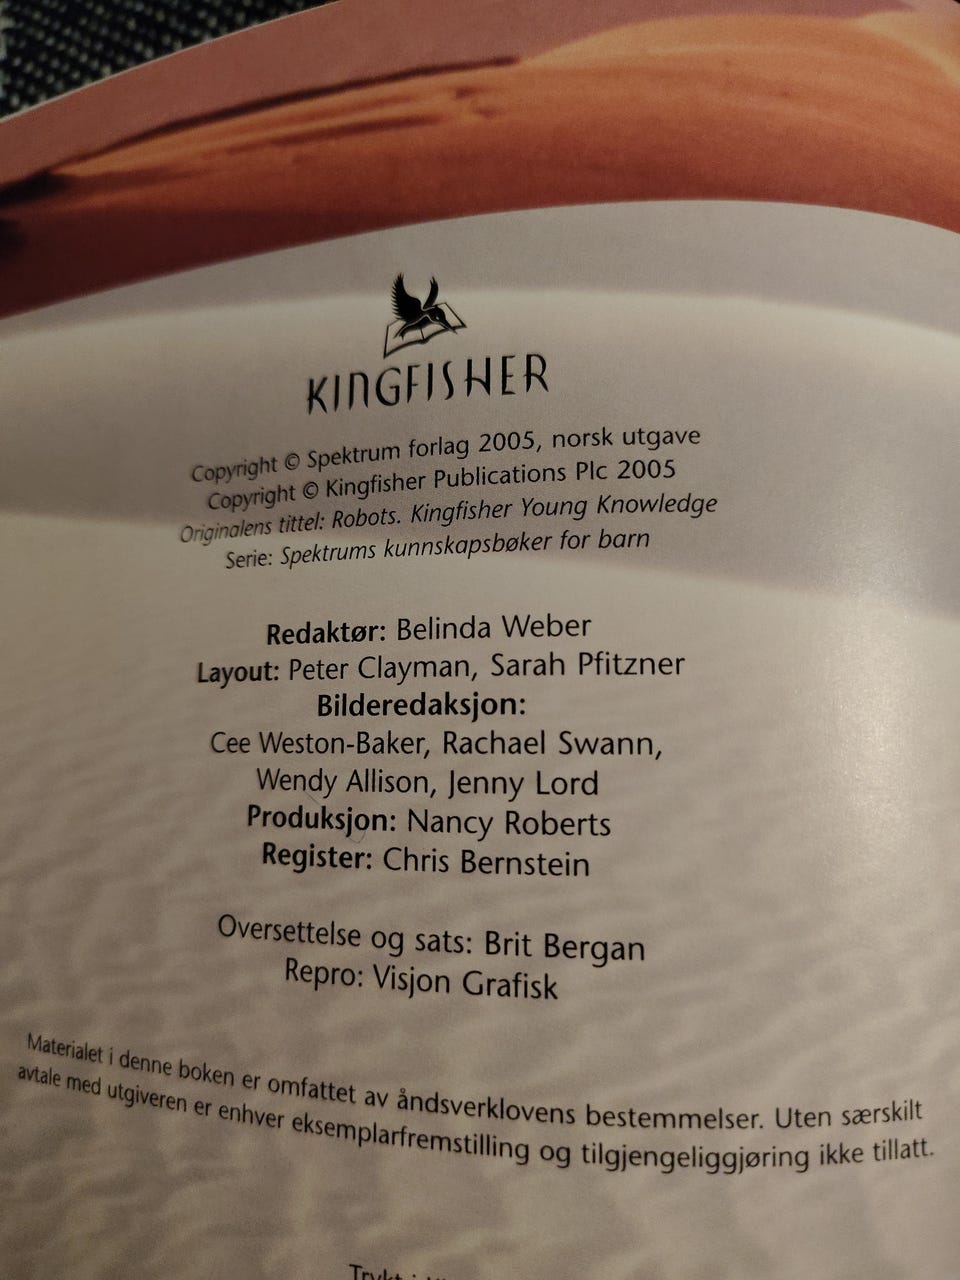 KINGFISHER
Copyright © Spektrum forlag 2005, norsk utgave
Copyright © Kingfisher Publications Plc 2005
Originalens tittel: Robots. Kingfisher Young Knowledge
Serie: Spektrums kunnskapsbøker for barn
Redaktør: Belinda Weber
Layout: Peter Clayman, Sarah Pfitzner
Bilderedaksjon:
Cee Weston-Baker, Rachael Swann,
Wendy Allison, Jenny Lord
Produksjon: Nancy Roberts
Register: Chris Bernstein
Oversettelse og sats: Brit Bergan
Repro: Visjon Grafisk
Materialet i denne boken er omfattet av åndsverklovens bestemmelser. Uten særskilt
avtale med utgiveren er enhver eksemplarfremstilling og tilgjengeliggjøring ikke tillatt.
Trykt i